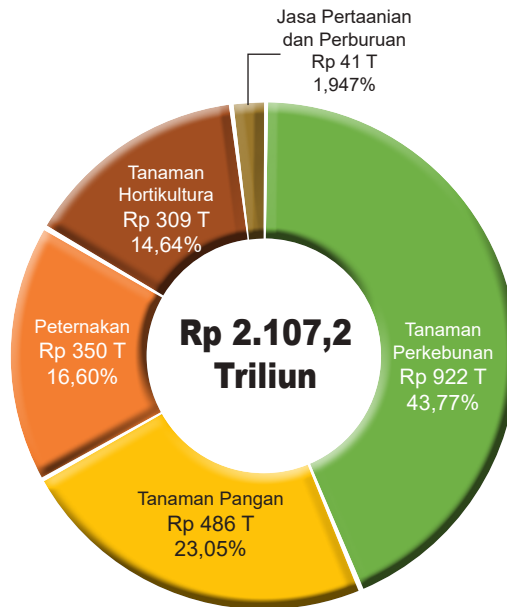 Jasa Pertaanian
dan Perburuan
Rp 41 T
1,947%
Tanaman
Hortikultura
Rp 309 T
14,64%
Peternakan
Rp 350 T
16,60%
Rp 2.107,2
Triliun
Tanaman
Perkebunan
Rp 922 T
43,77%
Tanaman Pangan
Rp 486 T
23,05%